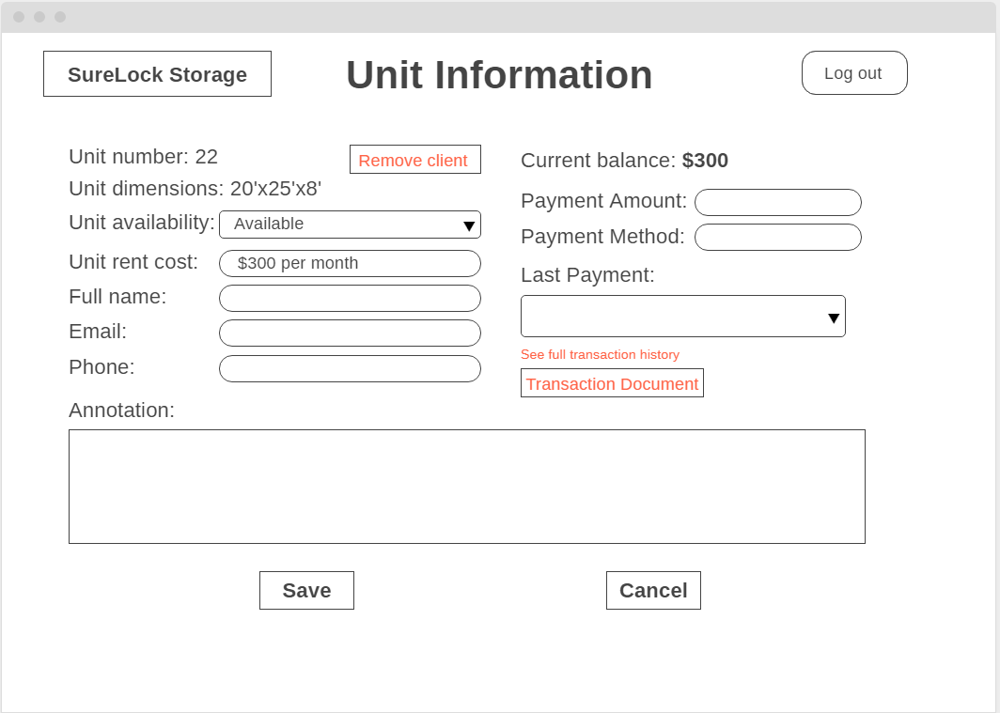 SureLock Storage
Unit Information
Log out
Unit number: 22
Remove client
Unit dimensions: 20'x25'x8'
Unit availability:
Available
Unit rent cost:
$300 per month
Full name:
Email:
Phone:
Current balance: $300
Payment Amount:
Payment Method:
Last Payment:
See full transaction history
Transaction Document
Annotation:
Save
Cancel